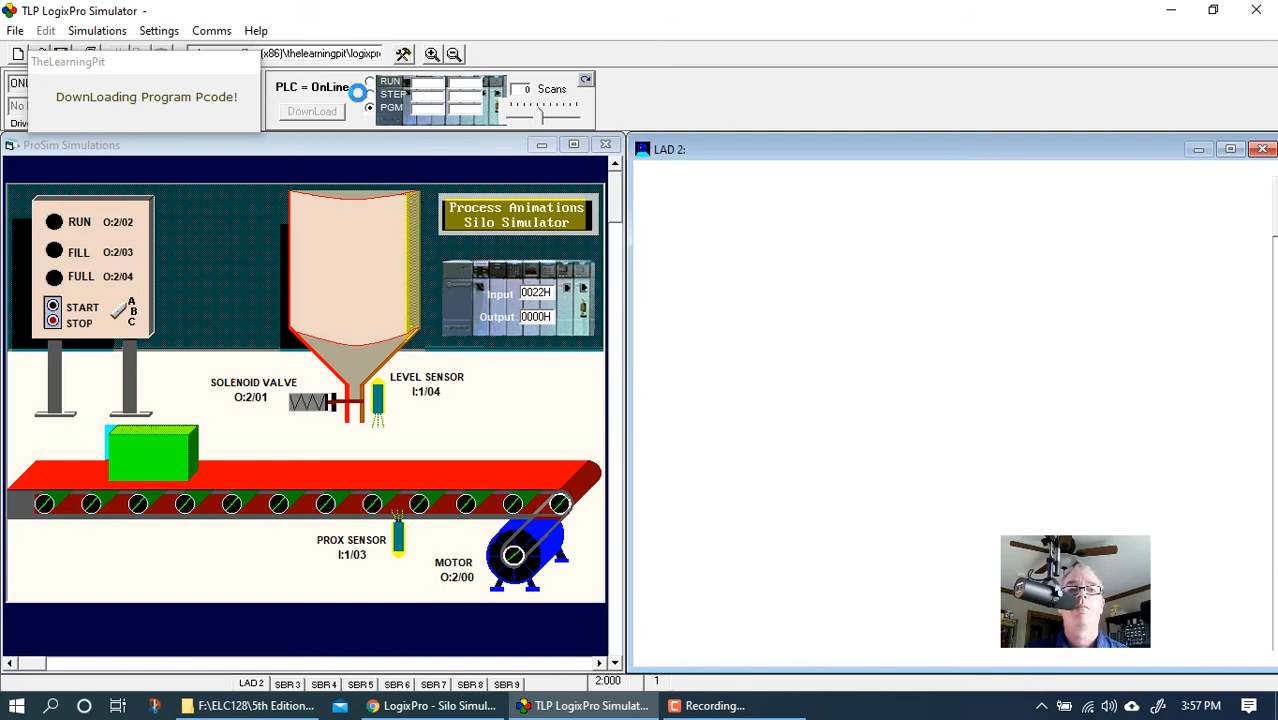 TLP LogixPro Simulator -
File Edit Simulations Settings Comms Help
(x86)\thelearningpit\logixpr
TheLearningPit
DownLoading Program Pcode!
PLC = OnLine
DownLoad
RUN
STEP
PGM
0 Scans
ProSim Simulations
LAD 2:
Process Animations
Silo Simulator
RUN O:2/02
FILL O:2/03
FULL O:2/04
START
STOP
A
B
C
Input 0022H
Output 0000H
SOLENOID VALVE
O:2/01
LEVEL SENSOR
I:1/04
PROX SENSOR
I:1/03
MOTOR
O:2/00
LAD 2 SBR 3 SBR 4 SBR 5 SBR 6 SBR 7 SBR 8 SBR 9 2:000 1
F:\ELC128\5th Edition... LogixPro - Silo Simul... TLP LogixPro Simulat... Recording... 3:57 PM